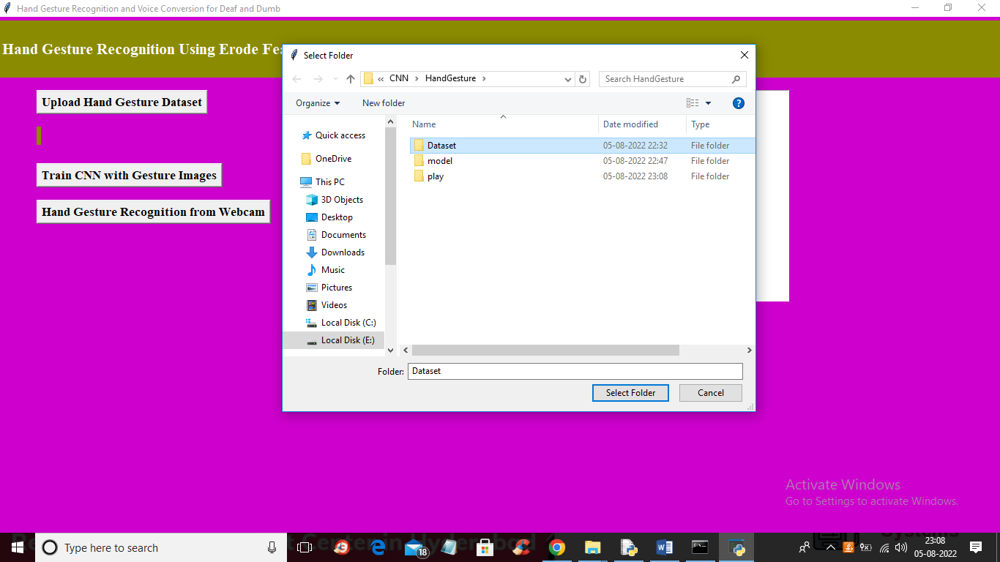 Hand Gesture Recognition and Voice Conversion for Deaf and Dumb
Hand Gesture Recognition Using Erode Fea
Upload Hand Gesture Dataset
Train CNN with Gesture Images
Hand Gesture Recognition from Webcam
Select Folder
« CNN › HandGesture ›
Search HandGesture
Organize
New folder
?
Quick access
OneDrive
This PC
3D Objects
Desktop
Documents
Downloads
Music
Pictures
Videos
Local Disk (C:)
Local Disk (E:)
Name Date modified Type
Dataset 05-08-2022 22:32 File folder
model 05-08-2022 22:47 File folder
play 05-08-2022 23:08 File folder
Folder: Dataset
Select Folder Cancel
Activate Windows
Go to Settings to activate Windows.
Type here to search
18
23:08
05-08-2022